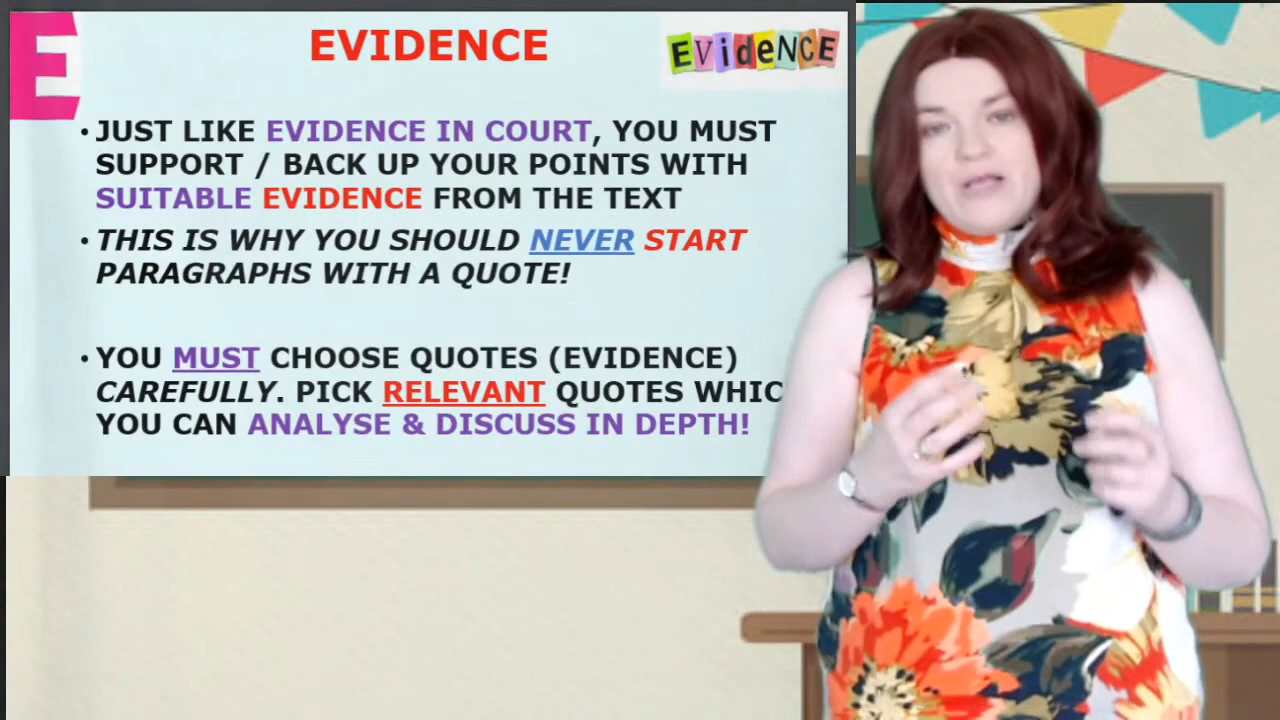 E
EVIDENCE
EVidENCE
• JUST LIKE EVIDENCE IN COURT, YOU MUST
SUPPORT / BACK UP YOUR POINTS WITH
SUITABLE EVIDENCE FROM THE TEXT
• THIS IS WHY YOU SHOULD NEVER START
PARAGRAPHS WITH A QUOTE!
• YOU MUST CHOOSE QUOTES (EVIDENCE)
CAREFULLY. PICK RELEVANT QUOTES WHIC
YOU CAN ANALYSE & DISCUSS IN DEPTH!